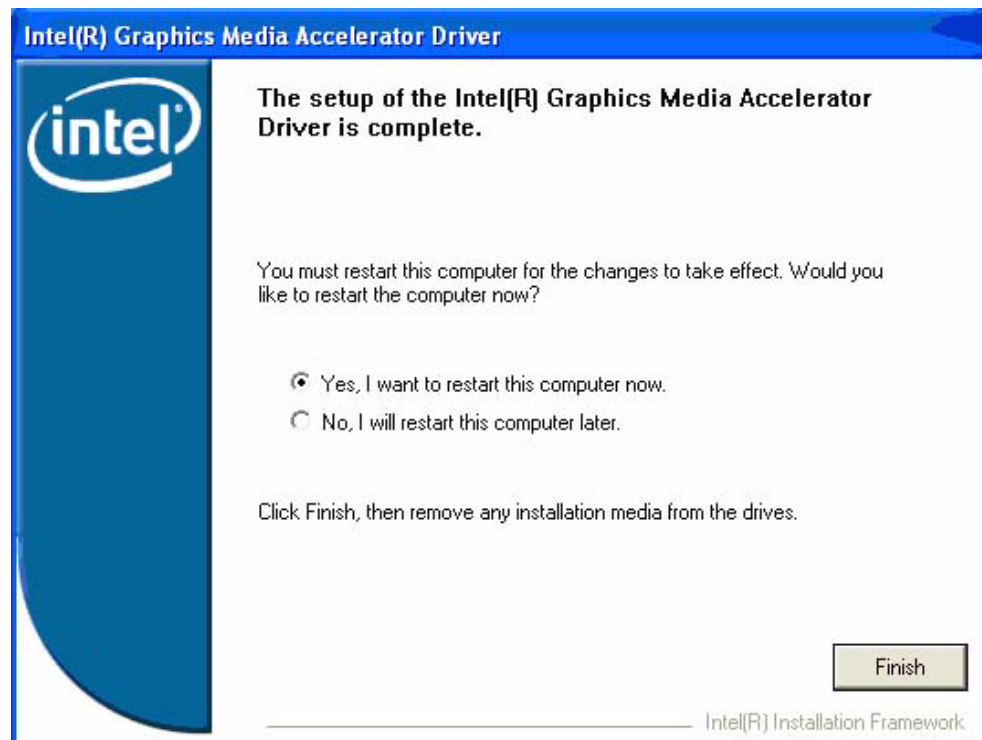 Intel(R) Graphics Media Accelerator Driver
intel
The setup of the Intel(R) Graphics Media Accelerator
Driver is complete.
You must restart this computer for the changes to take effect. Would you
like to restart the computer now?
Yes, I want to restart this computer now.
No, I will restart this computer later.
Click Finish, then remove any installation media from the drives.
Finish
Intel(R) Installation Framework